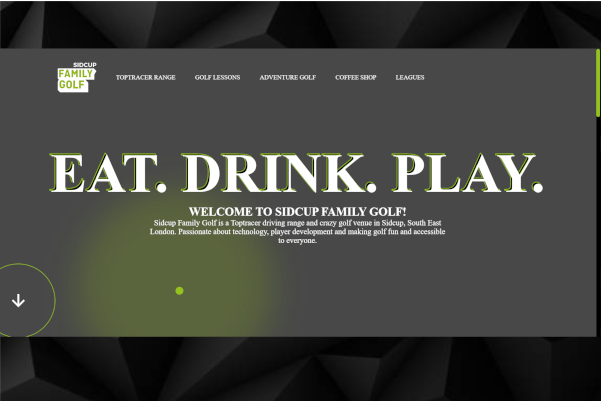 SIDCUP
FAMILY
GOLF
TOPTRACER RANGE GOLF LESSONS ADVENTURE GOLF COFFEE SHOP LEAGUES
EAT. DRINK. PLAY.
WELCOME TO SIDCUP FAMILY GOLF!
Sidcup Family Golf is a Toptracer driving range and crazy golf venue in Sidcup, South East
London. Passionate about technology, player development and making golf fun and accessible
to everyone.